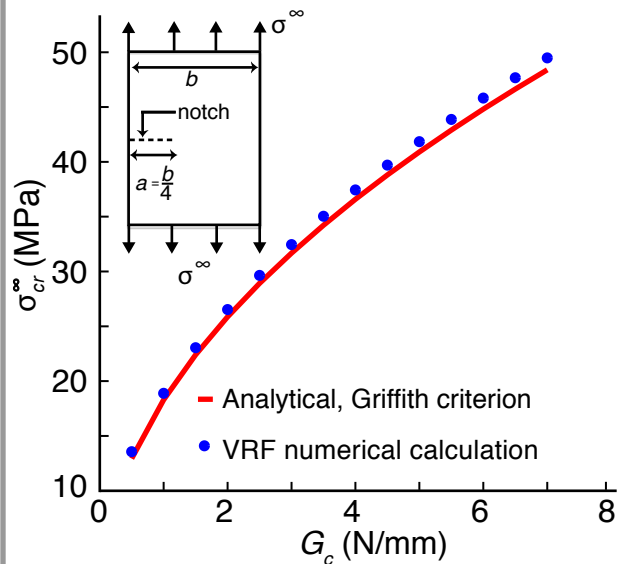 σ∞
b
notch
a = b/4
σ∞
50
40
30
20
10
σ∞cr (MPa)
Analytical, Griffith criterion
VRF numerical calculation
0 2 4 6 8
Gc (N/mm)